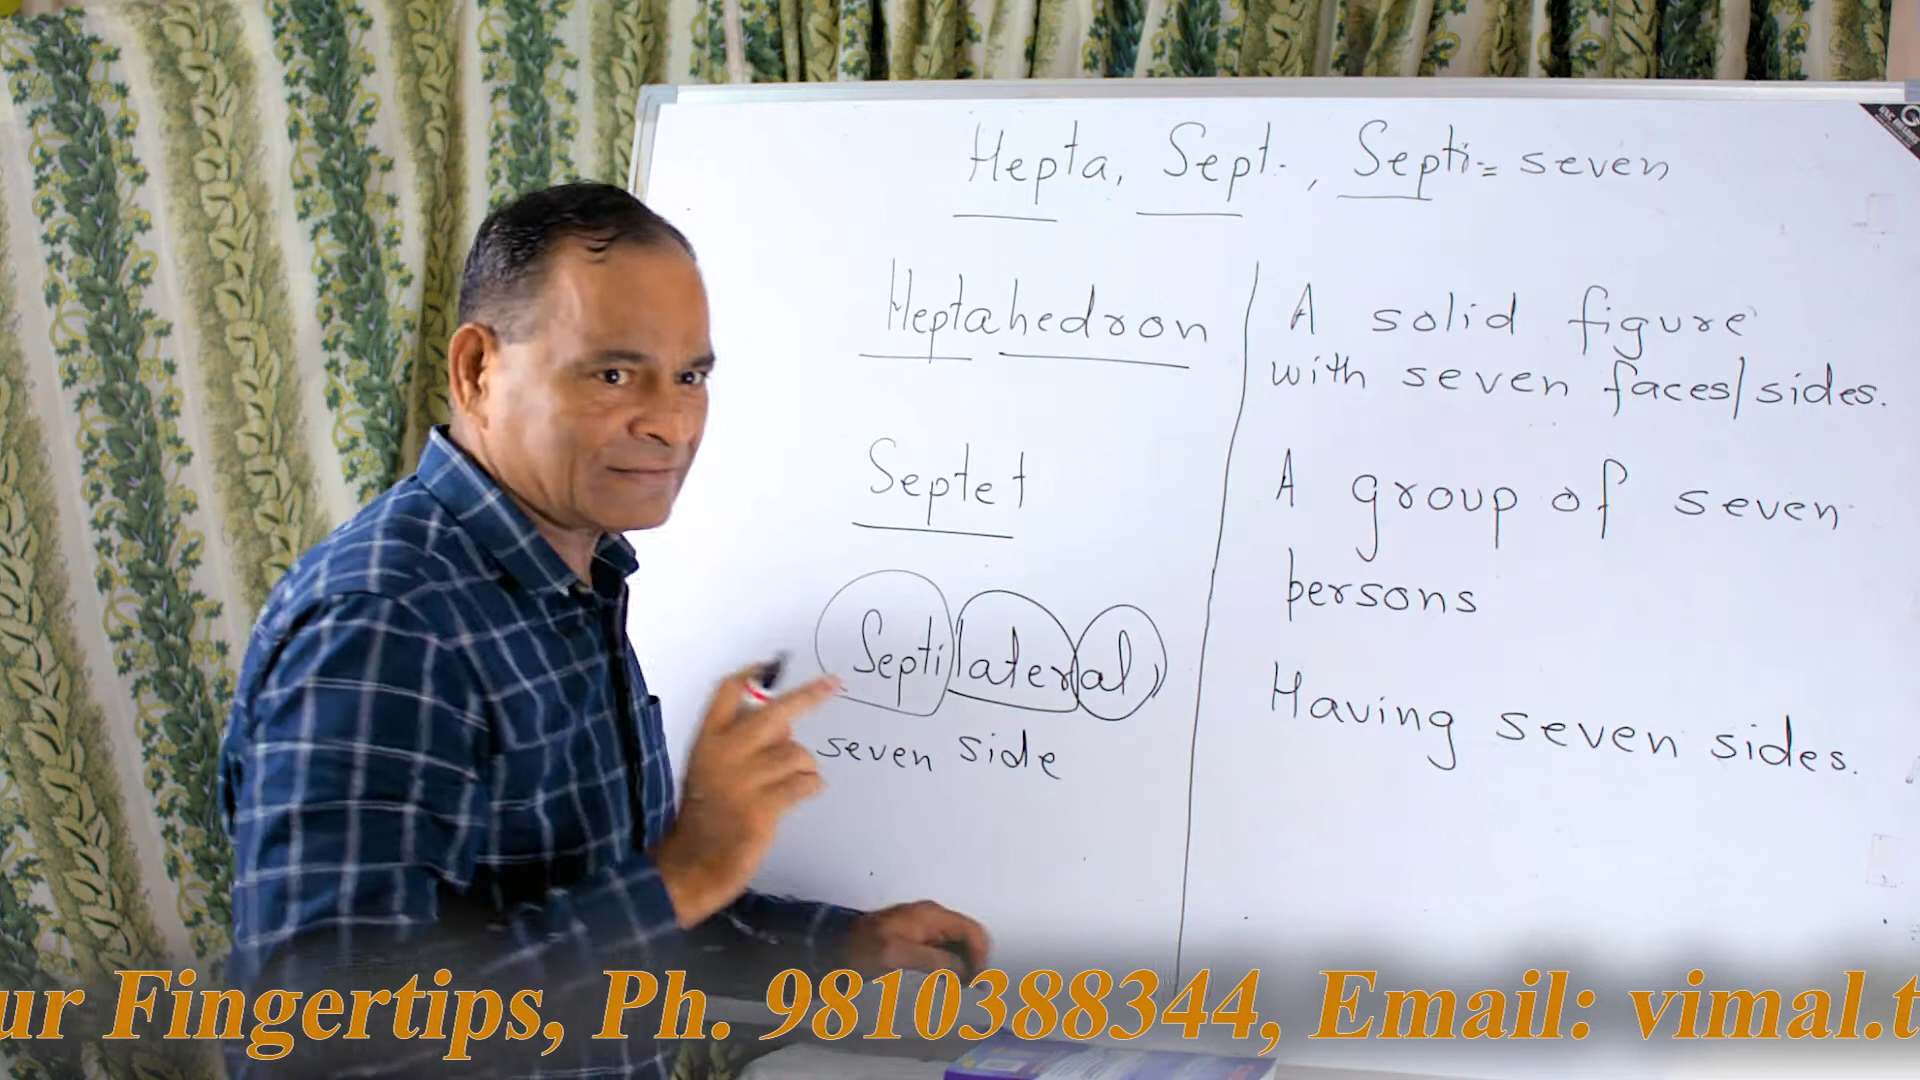 Hepta, Sept-, Septi- = seven
Heptahedron
A solid figure
with seven faces/sides.
Septet
A group of seven
persons
Septilateral
seven side
Having seven sides.
ur Fingertips, Ph. 9810388344, Email: vimal.t